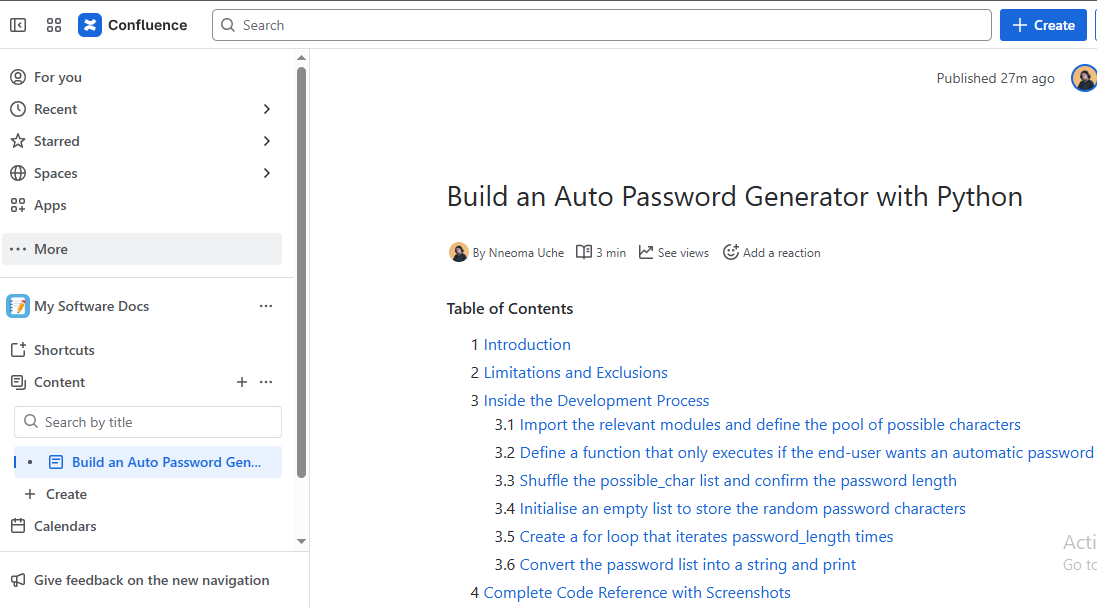 Confluence
Search
Create
For you
Recent
Starred
Spaces
Apps
More
My Software Docs
Shortcuts
Content
Search by title
Build an Auto Password Gen...
Create
Calendars
Give feedback on the new navigation
Published 27m ago
Build an Auto Password Generator with Python
By Nneoma Uche 3 min See views Add a reaction
Table of Contents
1 Introduction
2 Limitations and Exclusions
3 Inside the Development Process
3.1 Import the relevant modules and define the pool of possible characters
3.2 Define a function that only executes if the end-user wants an automatic password
3.3 Shuffle the possible_char list and confirm the password length
3.4 Initialise an empty list to store the random password characters
3.5 Create a for loop that iterates password_length times
3.6 Convert the password list into a string and print
4 Complete Code Reference with Screenshots
Acti
Go to